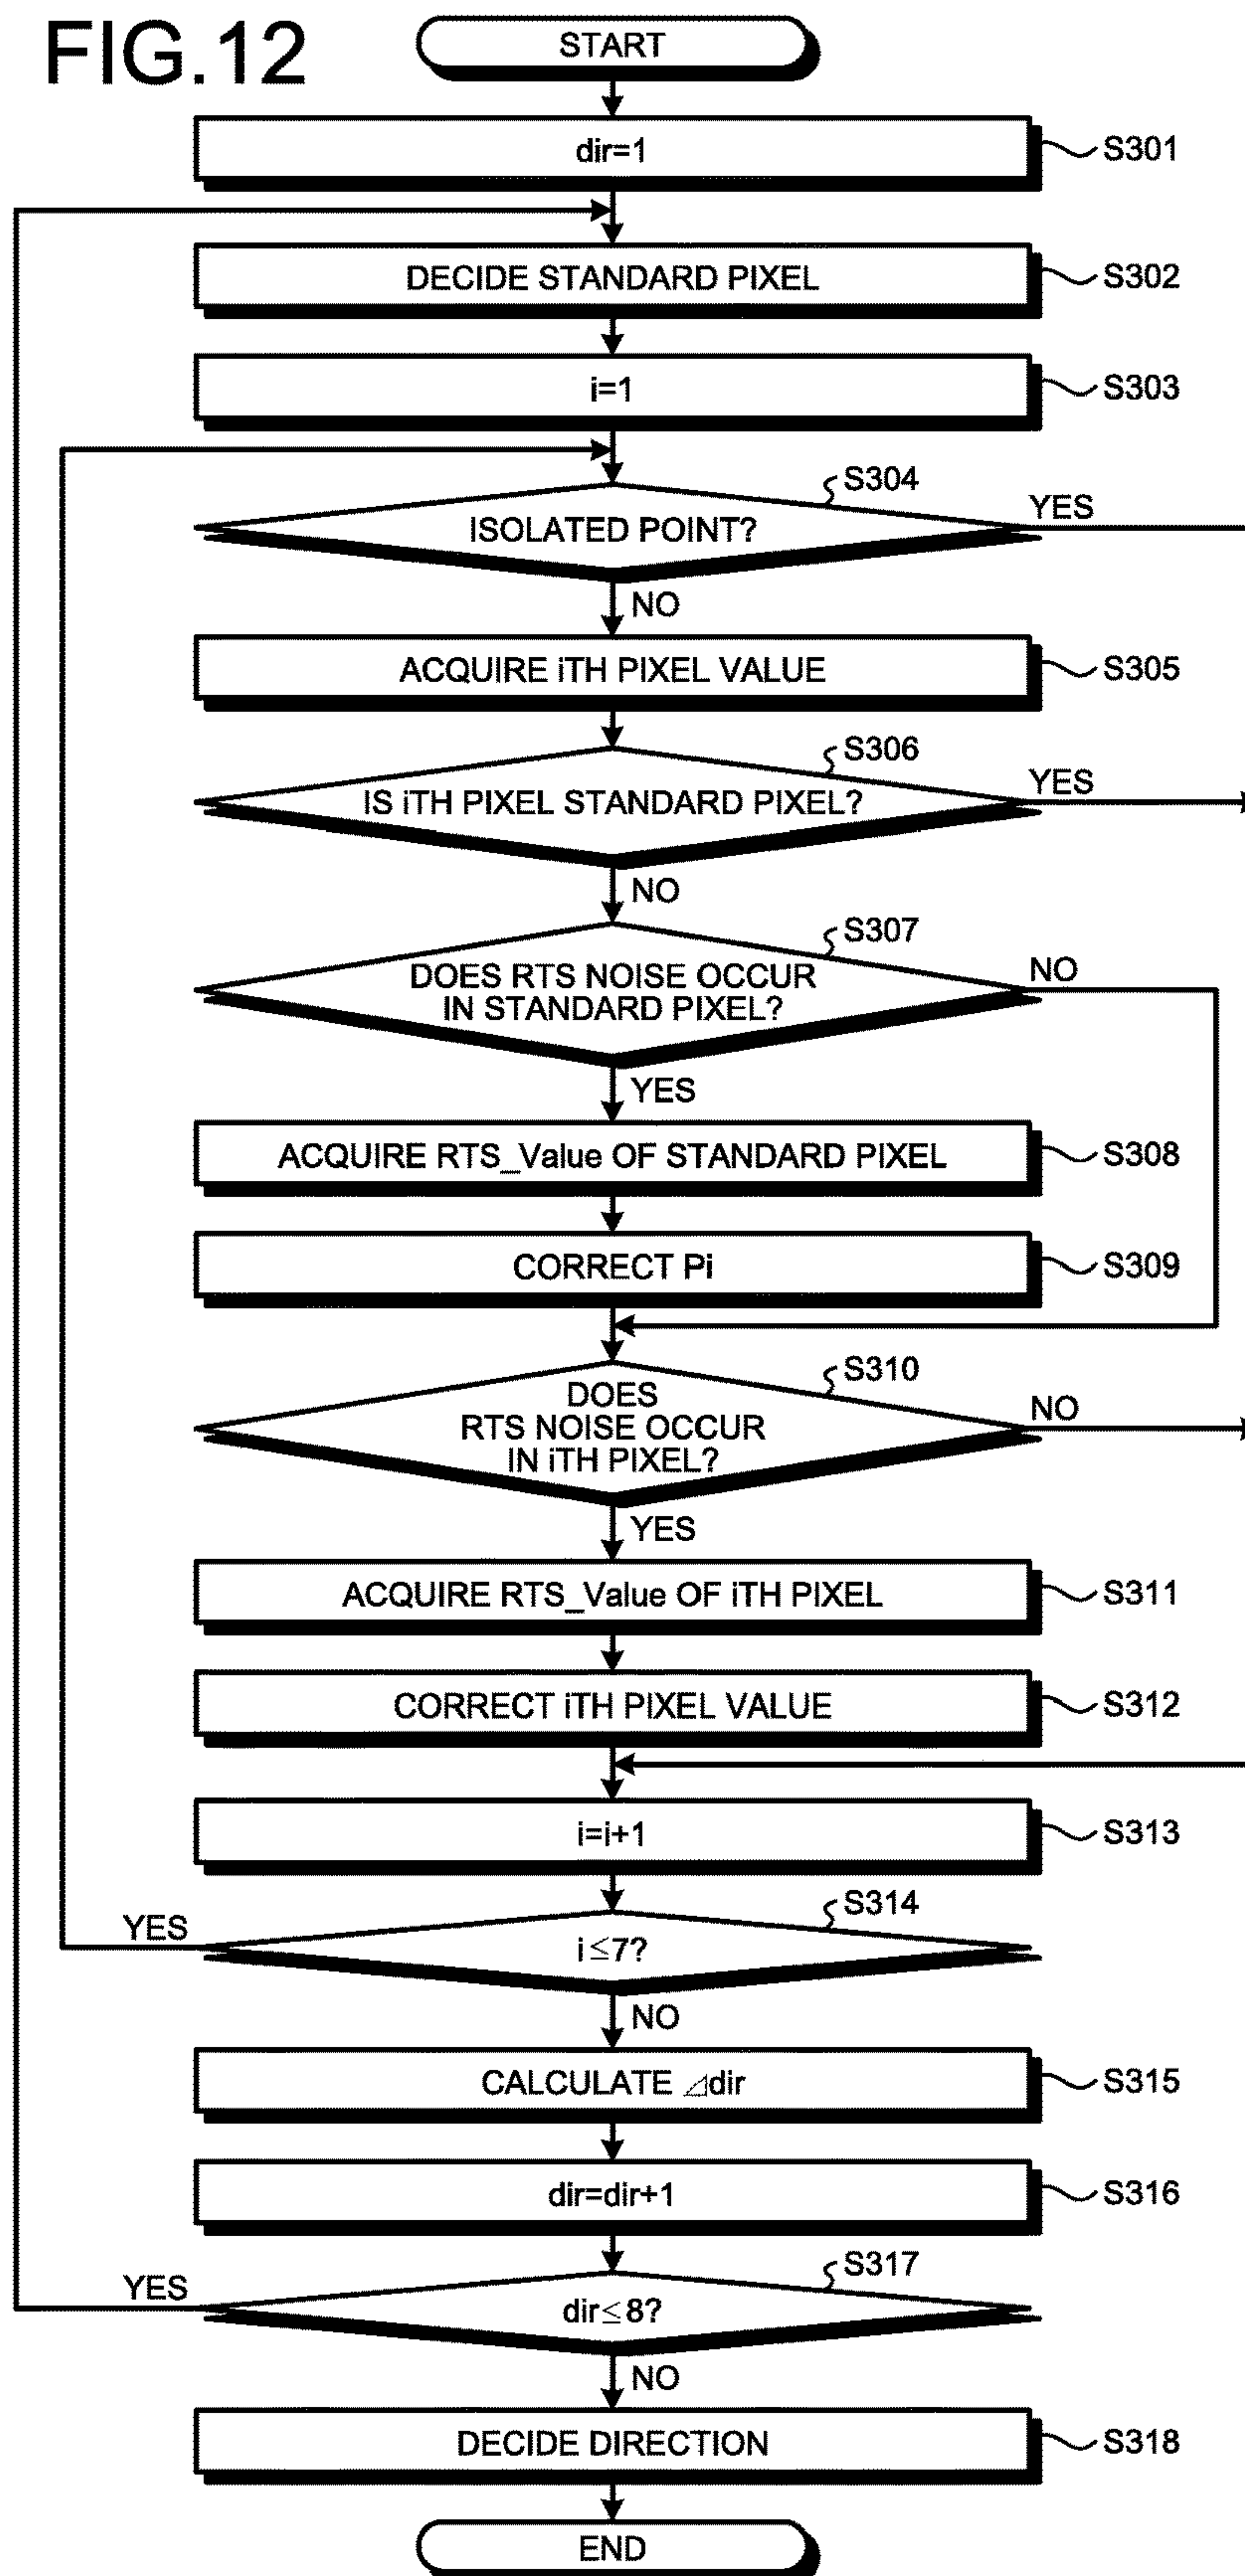 FIG.12
START
dir=1
S301
DECIDE STANDARD PIXEL
S302
i=1
S303
S304
ISOLATED POINT?
YES
NO
ACQUIRE iTH PIXEL VALUE
S305
S306
IS iTH PIXEL STANDARD PIXEL?
YES
NO
S307
DOES RTS NOISE OCCUR
IN STANDARD PIXEL?
NO
YES
ACQUIRE RTS_Value OF STANDARD PIXEL
S308
CORRECT Pi
S309
S310
DOES
RTS NOISE OCCUR
IN iTH PIXEL?
NO
YES
ACQUIRE RTS_Value OF iTH PIXEL
S311
CORRECT iTH PIXEL VALUE
S312
i=i+1
S313
S314
YES
i≤7?
NO
CALCULATE ⊿dir
S315
dir=dir+1
S316
S317
YES
dir≤8?
NO
DECIDE DIRECTION
S318
END